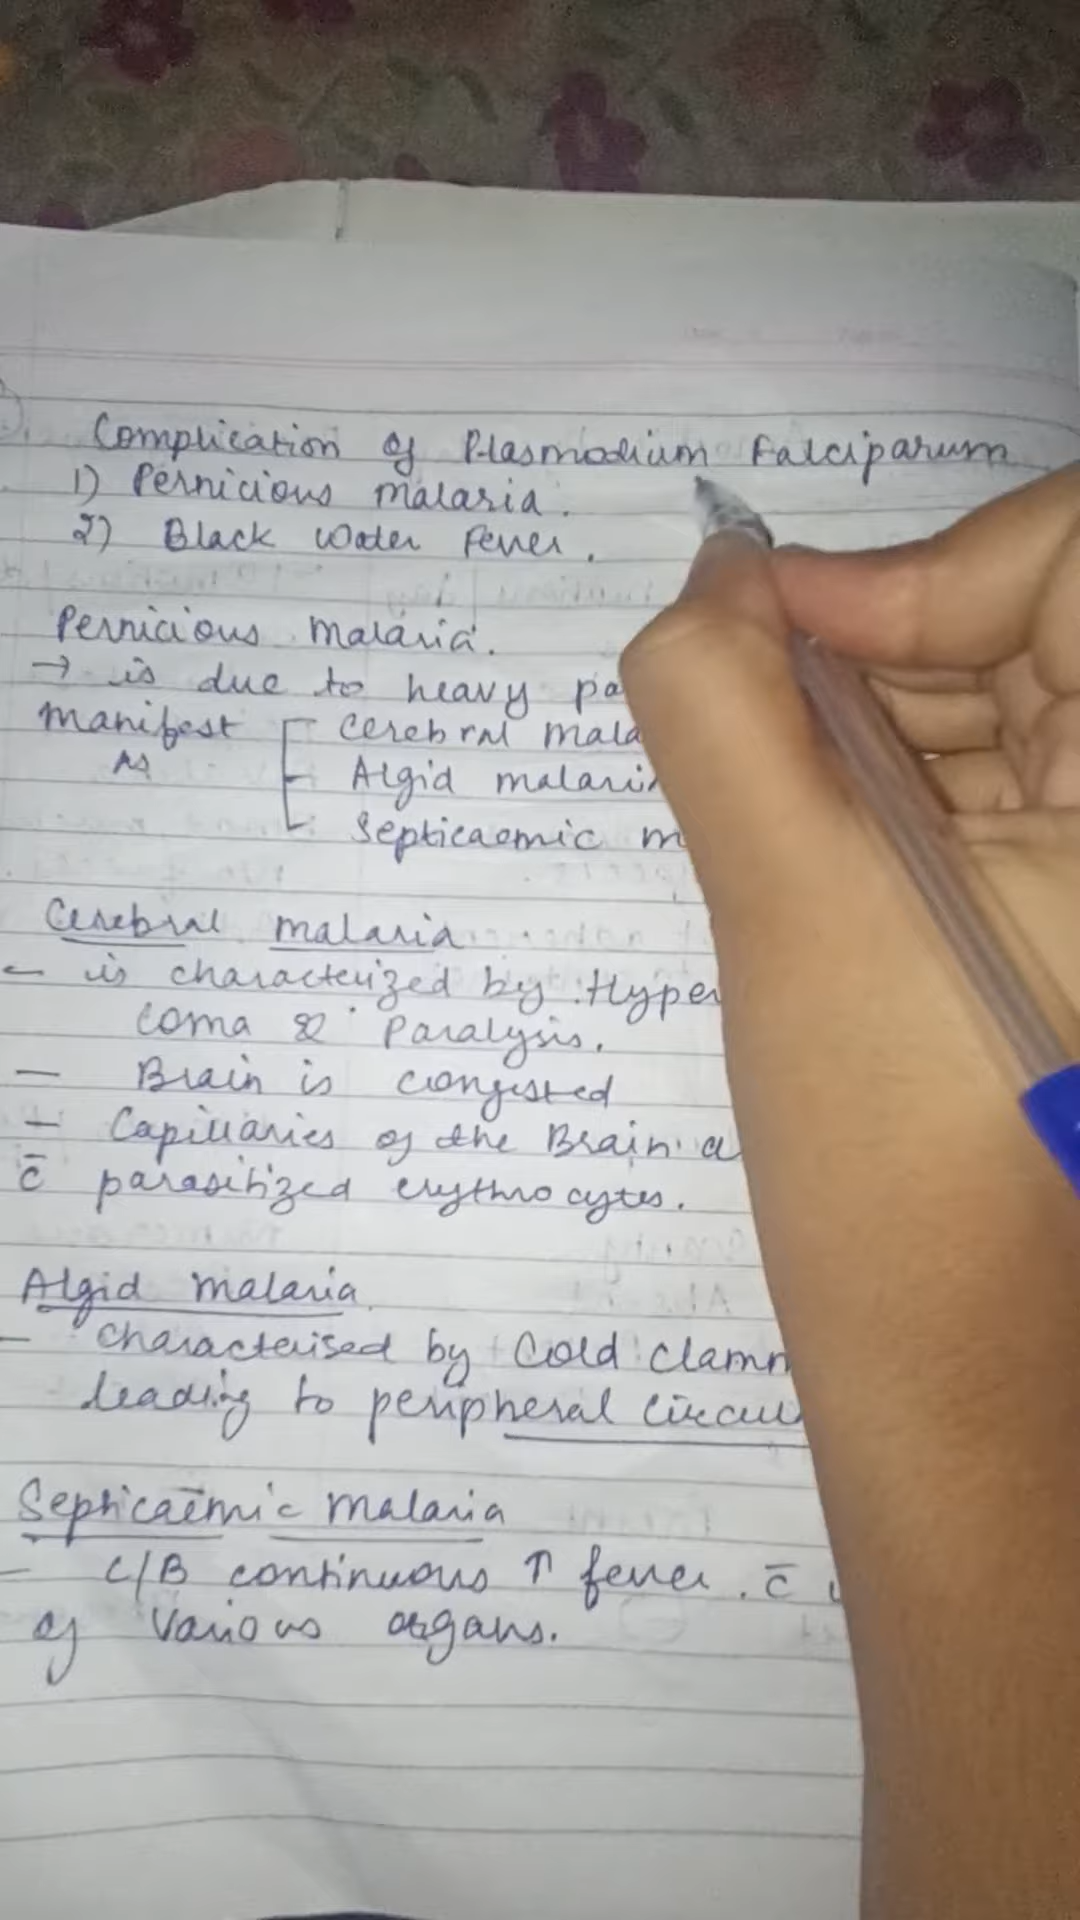 Complication of Plasmodium Falciparum
1) Pernicious malaria.
2) Black water Fever.
Pernicious malaria.
→ is due to heavy pa
manifest
As
Cerebral mala
Algid malari
Septicaemic m
Cerebral malaria
– is characterized by : Hyper
Coma & Paralysis.
– Brain is congested
– Capillaries of the Brain a
c̄ parasitized erythrocytes.
Algid malaria
– Characterised by Cold clamm
leading to peripheral circul
Septicaemic malaria
– C/B continuous ↑ fever. c̄
of various organs.